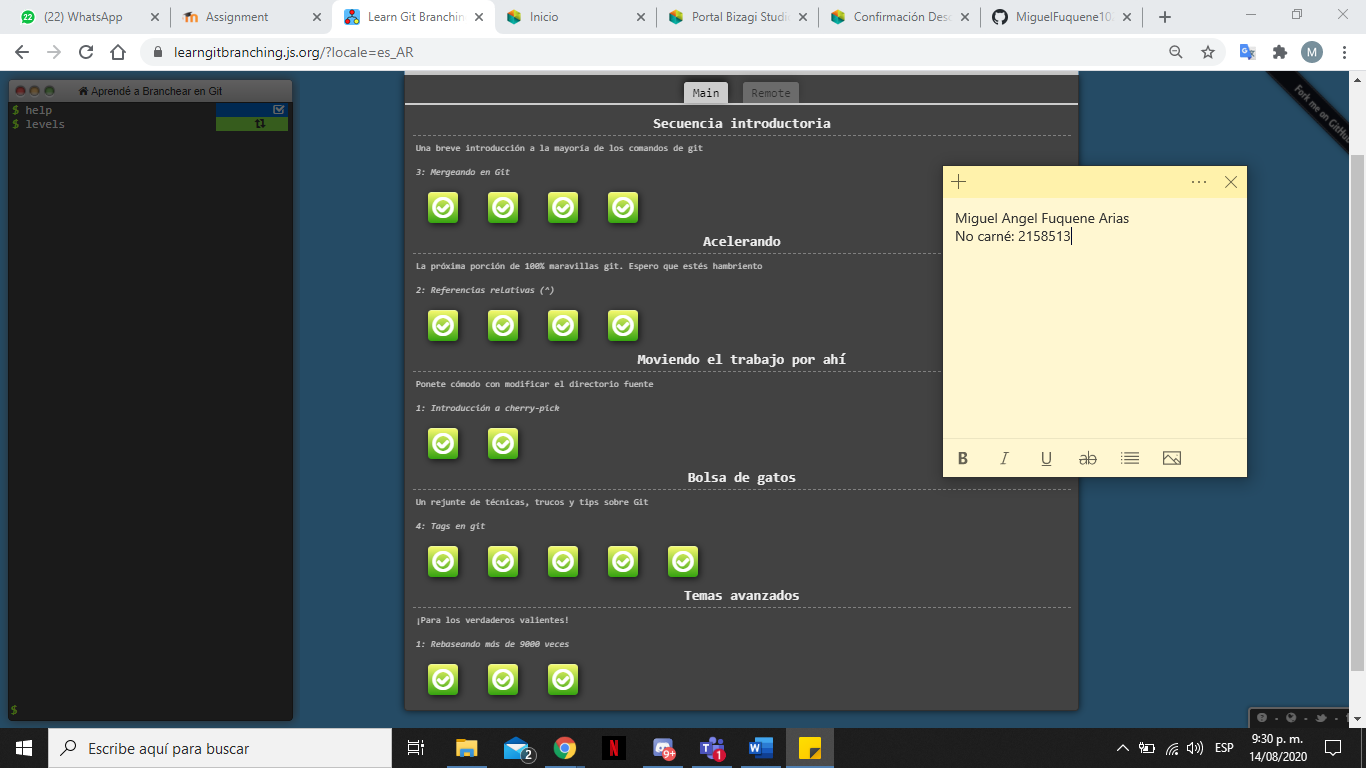 (22) WhatsApp
Assignment
Learn Git Branchin
Inicio
Portal Bizagi Studi
Confirmación Desc
MiguelFuquene10
learngitbranching.js.org/?locale=es_AR
M
Aprendé a Branchear en Git
$ help
$ levels
$
Main
Remote
Secuencia introductoria
Una breve introducción a la mayoría de los comandos de git
3: Mergeando en Git
Acelerando
La próxima porción de 100% maravillas git. Espero que estés hambriento
2: Referencias relativas (^)
Moviendo el trabajo por ahí
Ponete cómodo con modificar el directorio fuente
1: Introducción a cherry-pick
Bolsa de gatos
Un rejunte de técnicas, trucos y tips sobre Git
4: Tags en git
Temas avanzados
¡Para los verdaderos valientes!
1: Rebaseando más de 9000 veces
Fork me on GitHub
Miguel Angel Fuquene Arias
No carné: 2158513
B I U ab
Escribe aquí para buscar
2
N
9+
1
W
ESP
9:30 p. m.
14/08/2020